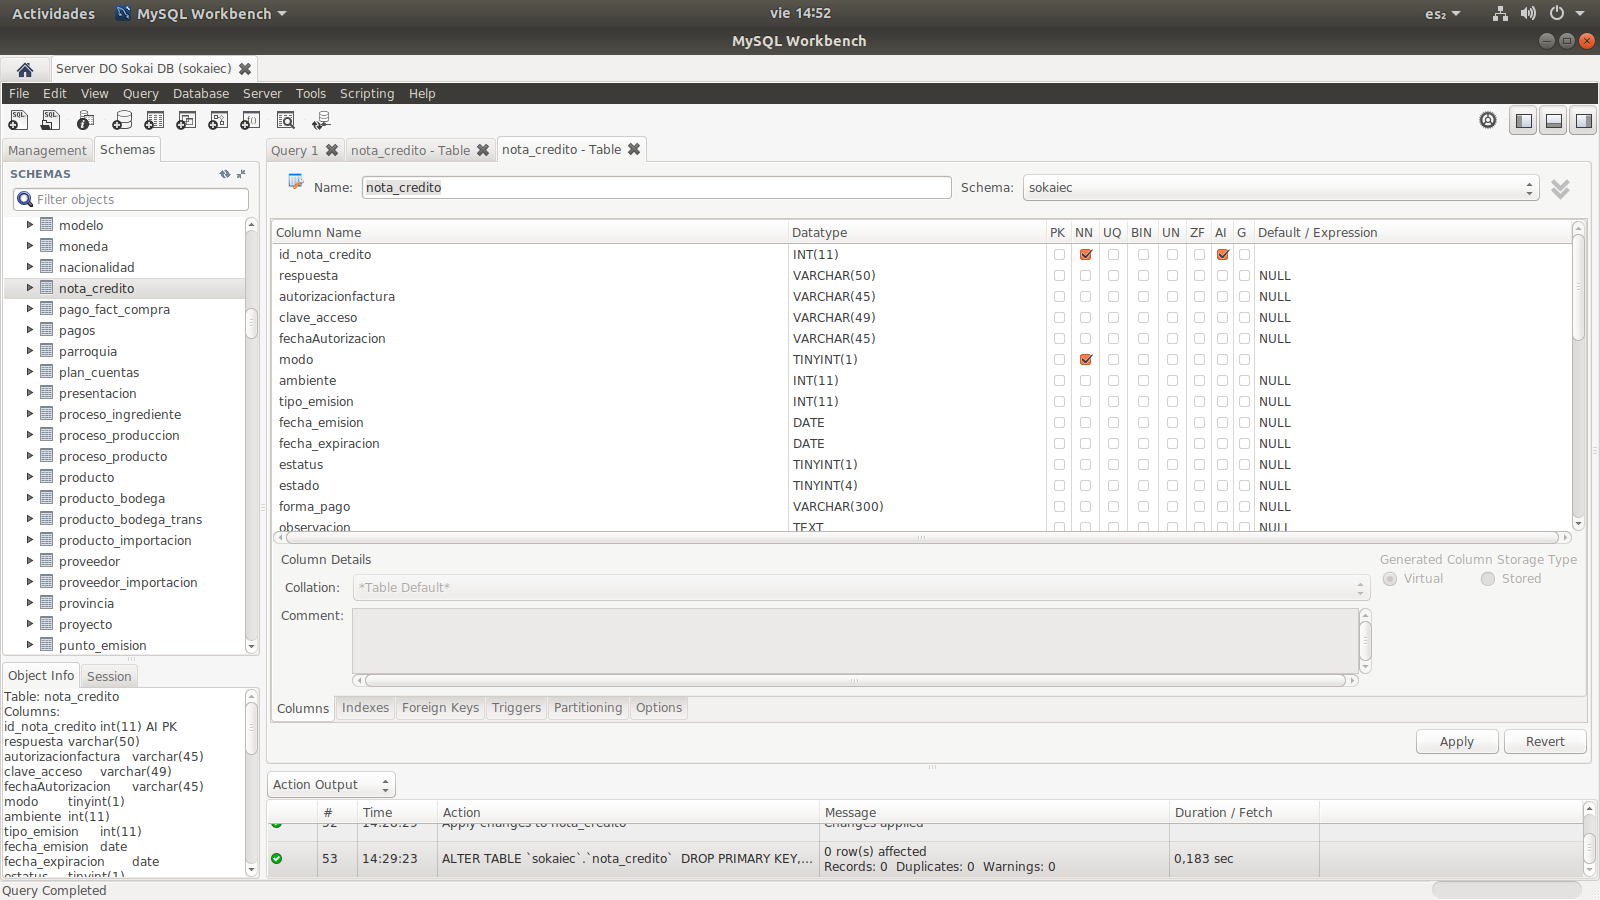 Actividades MySQL Workbench vie 14:52 es₂
MySQL Workbench
Server DO Sokai DB (sokaiec)
File Edit View Query Database Server Tools Scripting Help
Management Schemas
Query 1 nota_credito - Table nota_credito - Table
SCHEMAS
Filter objects
modelo
moneda
nacionalidad
nota_credito
pago_fact_compra
pagos
parroquia
plan_cuentas
presentacion
proceso_ingrediente
proceso_produccion
proceso_producto
producto
producto_bodega
producto_bodega_trans
producto_importacion
proveedor
proveedor_importacion
provincia
proyecto
punto_emision
Object Info Session
Table: nota_credito
Columns:
id_nota_credito int(11) AI PK
respuesta varchar(50)
autorizacionfactura varchar(45)
clave_acceso varchar(49)
fechaAutorizacion varchar(45)
modo tinyint(1)
ambiente int(11)
tipo_emision int(11)
fecha_emision date
fecha_expiracion date
estatus tinyint(1)
Name: nota_credito Schema: sokaiec
Column Name Datatype PK NN UQ BIN UN ZF AI G Default / Expression
id_nota_credito INT(11)
respuesta VARCHAR(50) NULL
autorizacionfactura VARCHAR(45) NULL
clave_acceso VARCHAR(49) NULL
fechaAutorizacion VARCHAR(45) NULL
modo TINYINT(1)
ambiente INT(11) NULL
tipo_emision INT(11) NULL
fecha_emision DATE NULL
fecha_expiracion DATE NULL
estatus TINYINT(1) NULL
estado TINYINT(4) NULL
forma_pago VARCHAR(300) NULL
observacion TEXT NULL
Column Details
Generated Column Storage Type
Collation: *Table Default*
Virtual Stored
Comment:
Columns Indexes Foreign Keys Triggers Partitioning Options
Apply Revert
Action Output
# Time Action Message Duration / Fetch
52 14:28:29 Apply changes to nota_credito Changes applied
53 14:29:23 ALTER TABLE `sokaiec`.`nota_credito` DROP PRIMARY KEY,... 0 row(s) affected
Records: 0 Duplicates: 0 Warnings: 0 0,183 sec
Query Completed